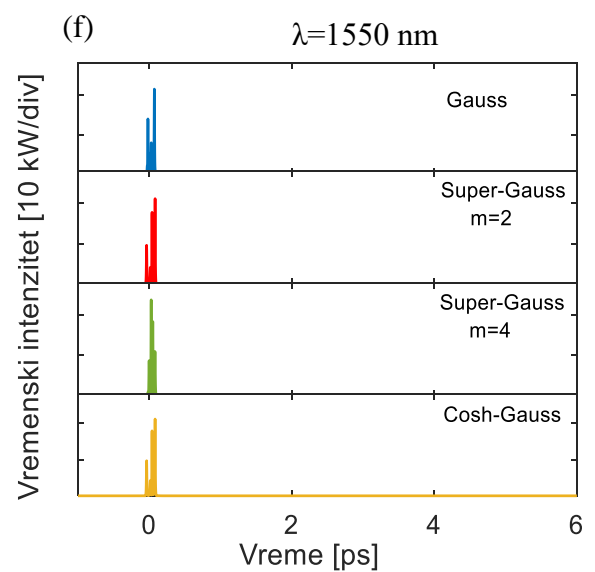 (f)
λ=1550 nm
Vremenski intenzitet [10 kW/div]
Gauss
Super-Gauss
m=2
Super-Gauss
m=4
Cosh-Gauss
0 2 4 6
Vreme [ps]